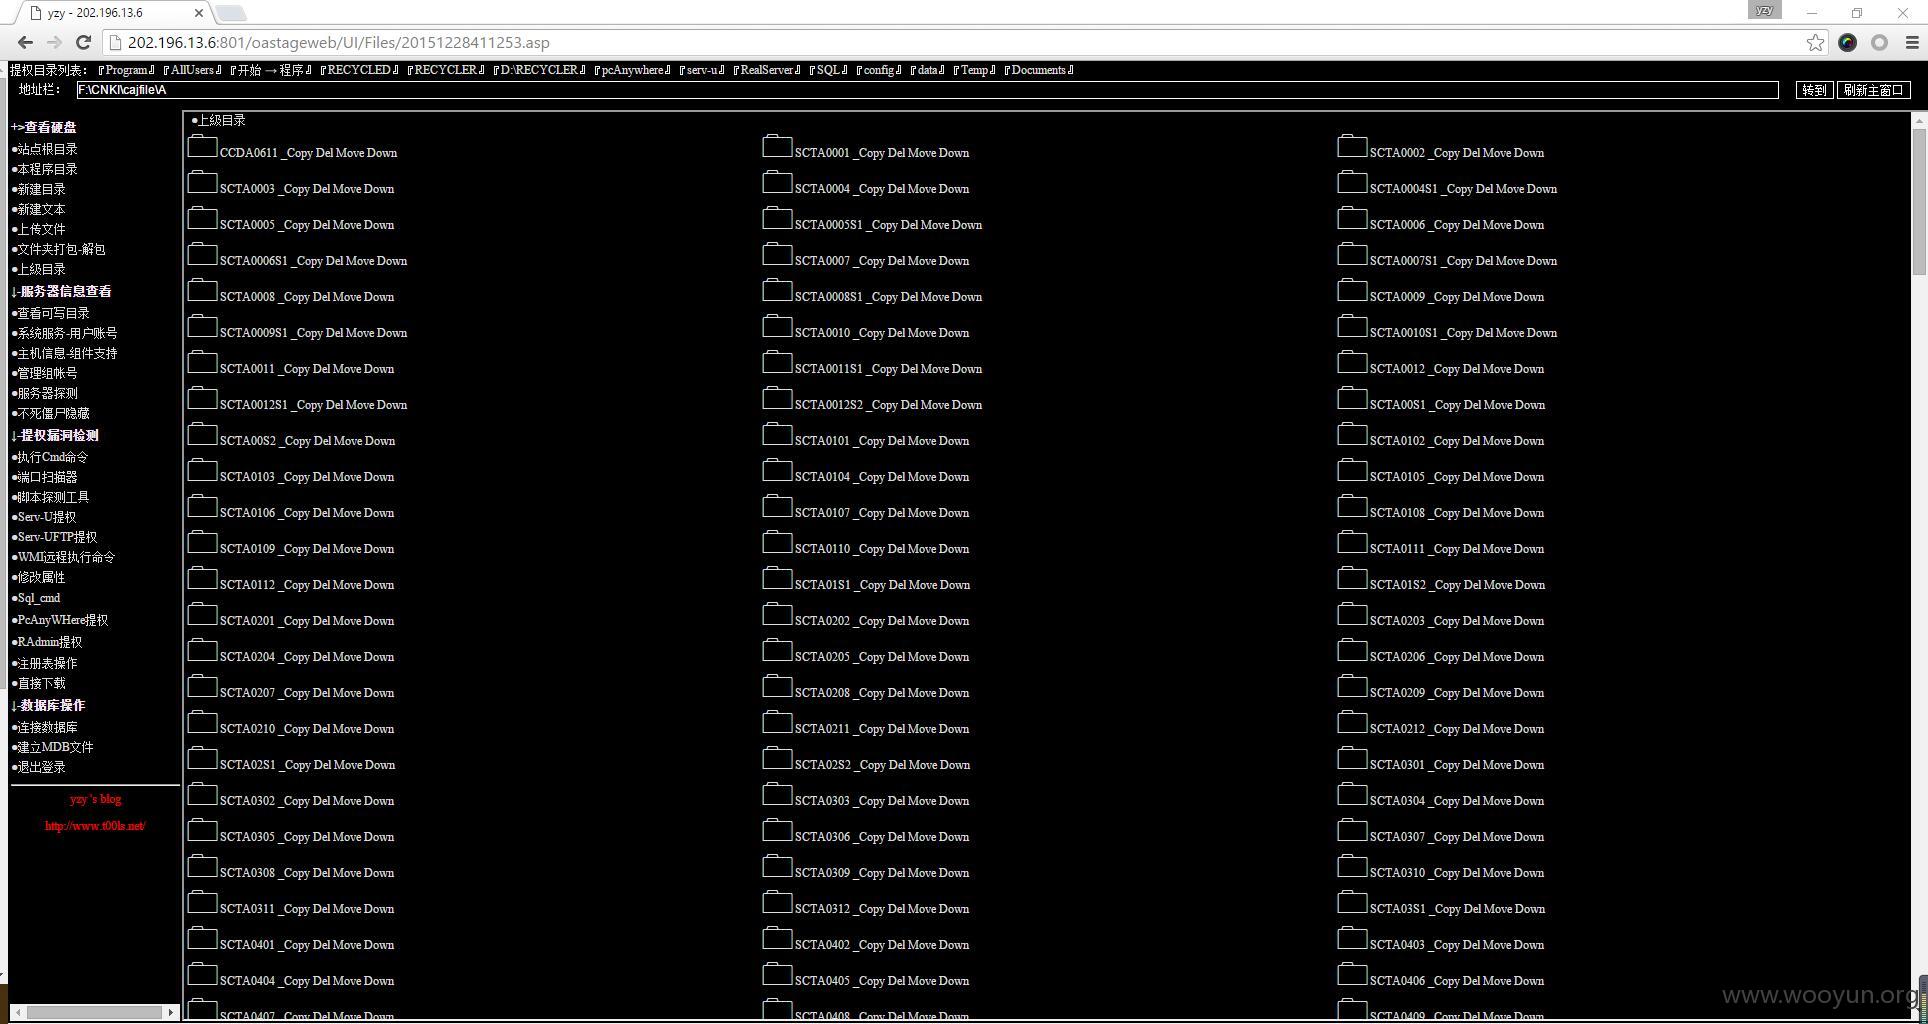 yzy - 202.196.13.6
yzy
202.196.13.6:801/oastageweb/UI/Files/20151228411253.asp
提权目录列表: 『Program』 『AllUsers』 『开始→程序』 『RECYCLED』 『RECYCLER』 『D:\RECYCLER』 『pcAnywhere』 『serv-u』 『RealServer』 『SQL』 『config』 『data』 『Temp』 『Documents』
地址栏: F:\CNKI\cajfile\A 转到 刷新主窗口
+>查看硬盘
●站点根目录
●本程序目录
●新建目录
●新建文本
●上传文件
●文件夹打包-解包
●上级目录
↓-服务器信息查看
●查看可写目录
●系统服务-用户账号
●主机信息-组件支持
●管理组帐号
●服务器探测
●不死僵尸隐藏
↓-提权漏洞检测
●执行Cmd命令
●端口扫描器
●脚本探测工具
●Serv-U提权
●Serv-UFTP提权
●WMI远程执行命令
●修改属性
●Sql_cmd
●PcAnyWHere提权
●RAdmin提权
●注册表操作
●直接下载
↓-数据库操作
●连接数据库
●建立MDB文件
●退出登录
yzy 's blog
http://www.t00ls.net/
●上级目录
CCDA0611 _Copy Del Move Down SCTA0001 _Copy Del Move Down SCTA0002 _Copy Del Move Down
SCTA0003 _Copy Del Move Down SCTA0004 _Copy Del Move Down SCTA0004S1 _Copy Del Move Down
SCTA0005 _Copy Del Move Down SCTA0005S1 _Copy Del Move Down SCTA0006 _Copy Del Move Down
SCTA0006S1 _Copy Del Move Down SCTA0007 _Copy Del Move Down SCTA0007S1 _Copy Del Move Down
SCTA0008 _Copy Del Move Down SCTA0008S1 _Copy Del Move Down SCTA0009 _Copy Del Move Down
SCTA0009S1 _Copy Del Move Down SCTA0010 _Copy Del Move Down SCTA0010S1 _Copy Del Move Down
SCTA0011 _Copy Del Move Down SCTA0011S1 _Copy Del Move Down SCTA0012 _Copy Del Move Down
SCTA0012S1 _Copy Del Move Down SCTA0012S2 _Copy Del Move Down SCTA00S1 _Copy Del Move Down
SCTA00S2 _Copy Del Move Down SCTA0101 _Copy Del Move Down SCTA0102 _Copy Del Move Down
SCTA0103 _Copy Del Move Down SCTA0104 _Copy Del Move Down SCTA0105 _Copy Del Move Down
SCTA0106 _Copy Del Move Down SCTA0107 _Copy Del Move Down SCTA0108 _Copy Del Move Down
SCTA0109 _Copy Del Move Down SCTA0110 _Copy Del Move Down SCTA0111 _Copy Del Move Down
SCTA0112 _Copy Del Move Down SCTA01S1 _Copy Del Move Down SCTA01S2 _Copy Del Move Down
SCTA0201 _Copy Del Move Down SCTA0202 _Copy Del Move Down SCTA0203 _Copy Del Move Down
SCTA0204 _Copy Del Move Down SCTA0205 _Copy Del Move Down SCTA0206 _Copy Del Move Down
SCTA0207 _Copy Del Move Down SCTA0208 _Copy Del Move Down SCTA0209 _Copy Del Move Down
SCTA0210 _Copy Del Move Down SCTA0211 _Copy Del Move Down SCTA0212 _Copy Del Move Down
SCTA02S1 _Copy Del Move Down SCTA02S2 _Copy Del Move Down SCTA0301 _Copy Del Move Down
SCTA0302 _Copy Del Move Down SCTA0303 _Copy Del Move Down SCTA0304 _Copy Del Move Down
SCTA0305 _Copy Del Move Down SCTA0306 _Copy Del Move Down SCTA0307 _Copy Del Move Down
SCTA0308 _Copy Del Move Down SCTA0309 _Copy Del Move Down SCTA0310 _Copy Del Move Down
SCTA0311 _Copy Del Move Down SCTA0312 _Copy Del Move Down SCTA03S1 _Copy Del Move Down
SCTA0401 _Copy Del Move Down SCTA0402 _Copy Del Move Down SCTA0403 _Copy Del Move Down
SCTA0404 _Copy Del Move Down SCTA0405 _Copy Del Move Down SCTA0406 _Copy Del Move Down
SCTA0407 _Copy Del Move Down SCTA0408 _Copy Del Move Down SCTA0409 _Copy Del Move Down
www.wooyun.org